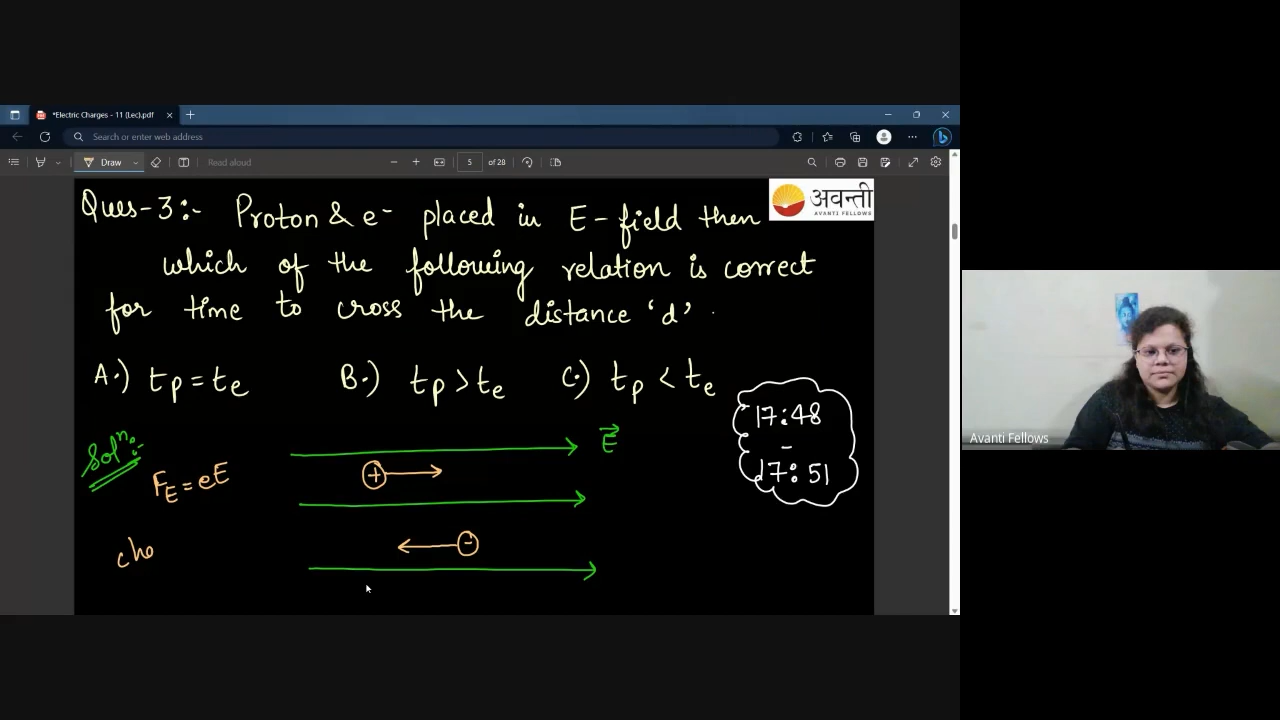 *Electric Charges - 11 (Lec).pdf
Search or enter web address
Draw
Read aloud
5
of 28
Ques-3:- Proton & e⁻ placed in E-field then
which of the following relation is correct
for time to cross the distance 'd'.
अवन्ती
AVANTI FELLOWS
A.) tp = te B.) tp > te C.) tp < te
17:48
-
17:51
Solⁿ:-
E
F_E = eE
+
-
cha
Avanti Fellows